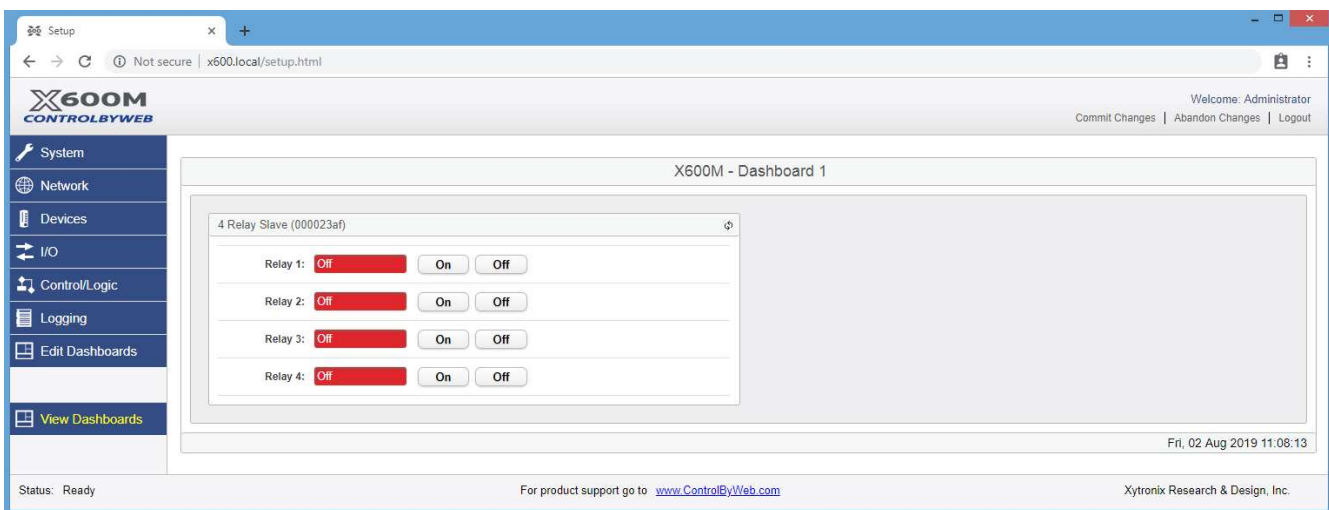 Setup
Not secure | x600.local/setup.html
X600M
CONTROLBYWEB
Welcome: Administrator
Commit Changes | Abandon Changes | Logout
System
Network
Devices
I/O
Control/Logic
Logging
Edit Dashboards
View Dashboards
X600M - Dashboard 1
4 Relay Slave (000023af)
Relay 1: Off On Off
Relay 2: Off On Off
Relay 3: Off On Off
Relay 4: Off On Off
Fri, 02 Aug 2019 11:08:13
Status: Ready
For product support go to www.ControlByWeb.com
Xytronix Research & Design, Inc.